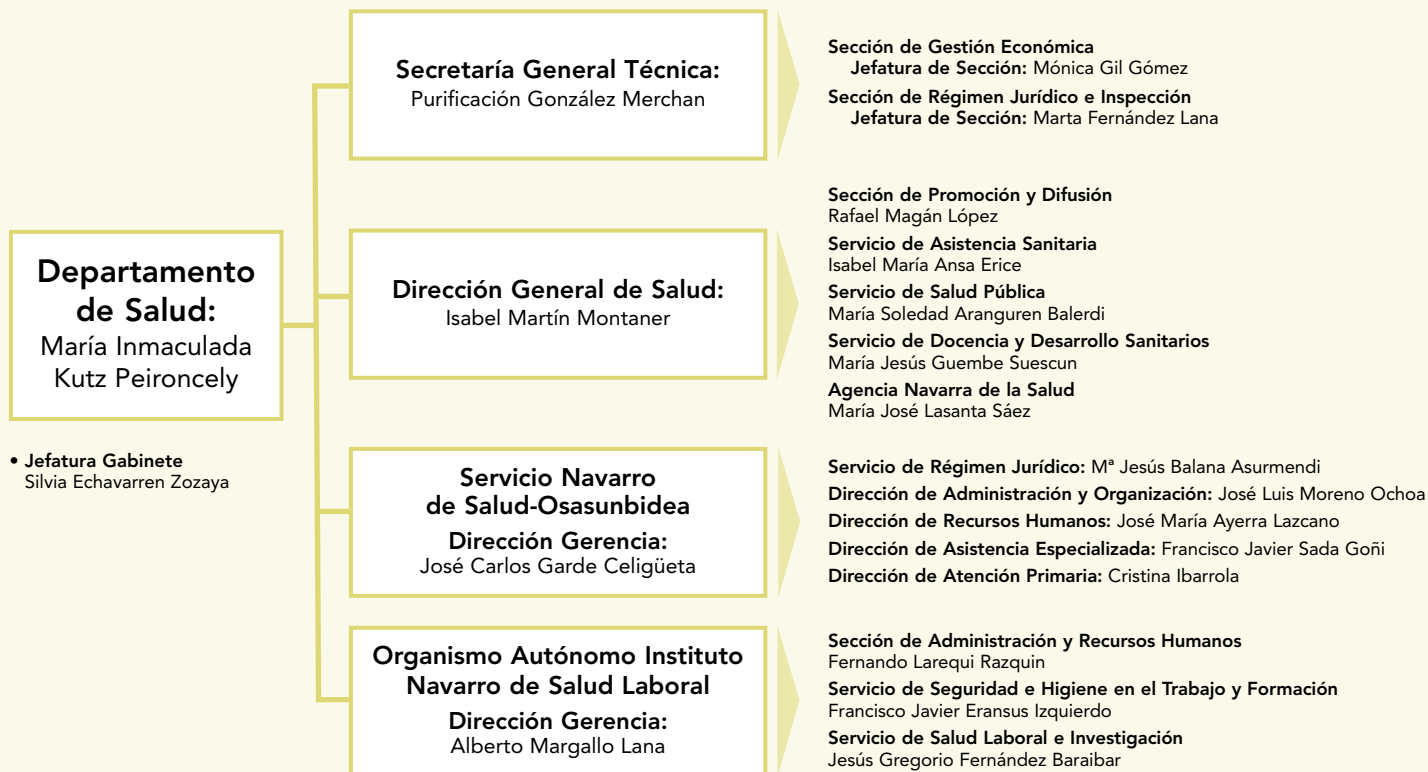 Departamento
de Salud:
María Inmaculada
Kutz Peironcely
• Jefatura Gabinete
Silvia Echavarren Zozaya
Secretaría General Técnica:
Purificación González Merchan
Sección de Gestión Económica
Jefatura de Sección: Mónica Gil Gómez
Sección de Régimen Jurídico e Inspección
Jefatura de Sección: Marta Fernández Lana
Dirección General de Salud:
Isabel Martín Montaner
Sección de Promoción y Difusión
Rafael Magán López
Servicio de Asistencia Sanitaria
Isabel María Ansa Erice
Servicio de Salud Pública
María Soledad Aranguren Balerdi
Servicio de Docencia y Desarrollo Sanitarios
María Jesús Guembe Suescun
Agencia Navarra de la Salud
María José Lasanta Sáez
Servicio Navarro
de Salud-Osasunbidea
Dirección Gerencia:
José Carlos Garde Celigüeta
Servicio de Régimen Jurídico: Mª Jesús Balana Asurmendi
Dirección de Administración y Organización: José Luis Moreno Ochoa
Dirección de Recursos Humanos: José María Ayerra Lazcano
Dirección de Asistencia Especializada: Francisco Javier Sada Goñi
Dirección de Atención Primaria: Cristina Ibarrola
Organismo Autónomo Instituto
Navarro de Salud Laboral
Dirección Gerencia:
Alberto Margallo Lana
Sección de Administración y Recursos Humanos
Fernando Larequi Razquin
Servicio de Seguridad e Higiene en el Trabajo y Formación
Francisco Javier Eransus Izquierdo
Servicio de Salud Laboral e Investigación
Jesús Gregorio Fernández Baraibar